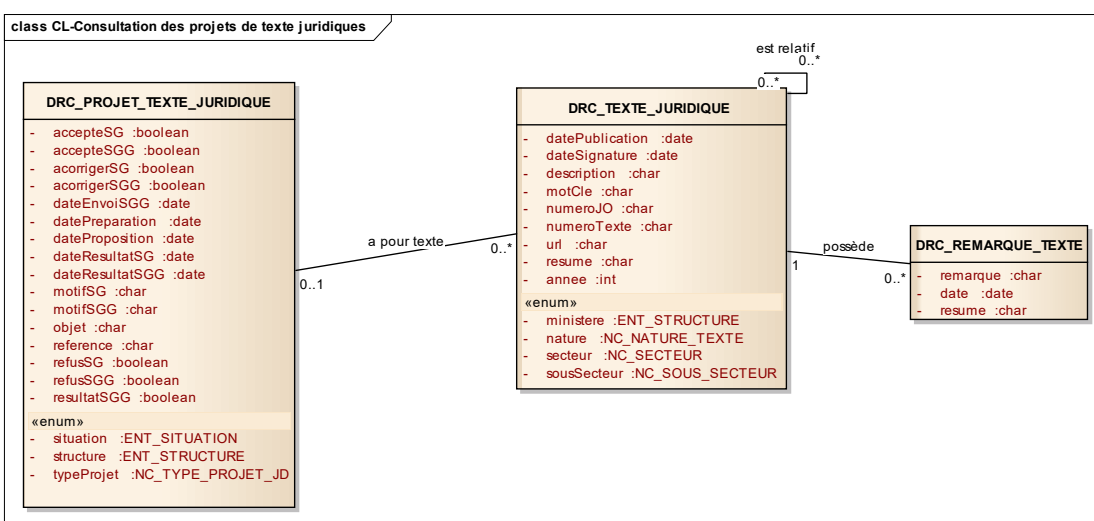 class CL-Consultation des projets de texte juridiques
DRC_PROJET_TEXTE_JURIDIQUE
- accepteSG :boolean
- accepteSGG :boolean
- acorrigerSG :boolean
- acorrigerSGG :boolean
- dateEnvoiSGG :date
- datePreparation :date
- dateProposition :date
- dateResultatSG :date
- dateResultatSGG :date
- motifSG :char
- motifSGG :char
- objet :char
- reference :char
- refusSG :boolean
- refusSGG :boolean
- resultatSGG :boolean
«enum»
- situation :ENT_SITUATION
- structure :ENT_STRUCTURE
- typeProjet :NC_TYPE_PROJET_JD
0..1
a pour texte
0..*
est relatif
0..*
0..*
DRC_TEXTE_JURIDIQUE
- datePublication :date
- dateSignature :date
- description :char
- motCle :char
- numeroJO :char
- numeroTexte :char
- url :char
- resume :char
- annee :int
«enum»
- ministere :ENT_STRUCTURE
- nature :NC_NATURE_TEXTE
- secteur :NC_SECTEUR
- sousSecteur :NC_SOUS_SECTEUR
1
possède
0..*
DRC_REMARQUE_TEXTE
- remarque :char
- date :date
- resume :char